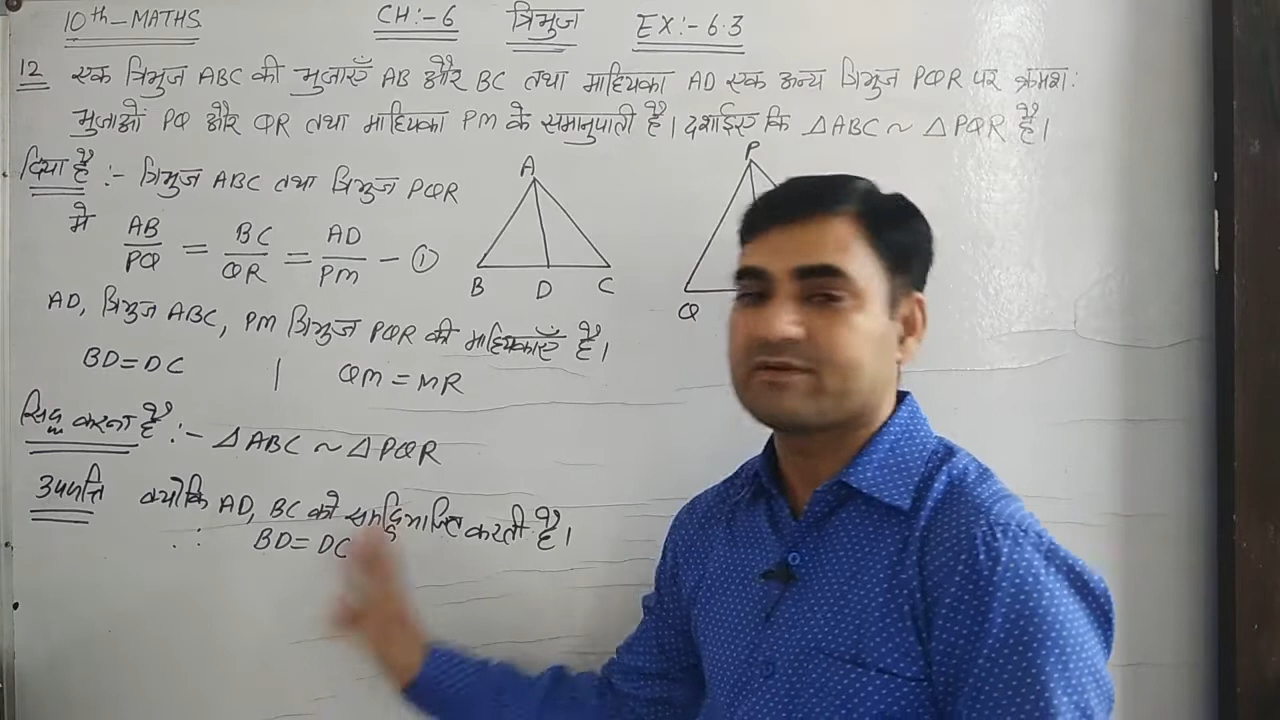 10th-MATHS CH:-6 त्रिभुज EX:-6.3
12 एक त्रिभुज ABC की भुजाएँ AB और BC तथा माध्यिका AD एक अन्य त्रिभुज PQR पर क्रमश:
भुजाओं PQ और QR तथा माध्यिका PM के समानुपाती है। दर्शाइए कि △ABC ~ △PQR है।
दिया है :- त्रिभुज ABC तथा त्रिभुज PQR
में AB/PQ = BC/QR = AD/PM - ①
AD, त्रिभुज ABC, PM त्रिभुज PQR की माध्यिकाएँ है।
BD=DC | QM=MR
सिद्ध करना है :- △ABC ~ △PQR
उपपत्ति क्योंकि AD, BC को समद्विभाजित करती है।
∴ BD=DC
A
B D C
P
Q